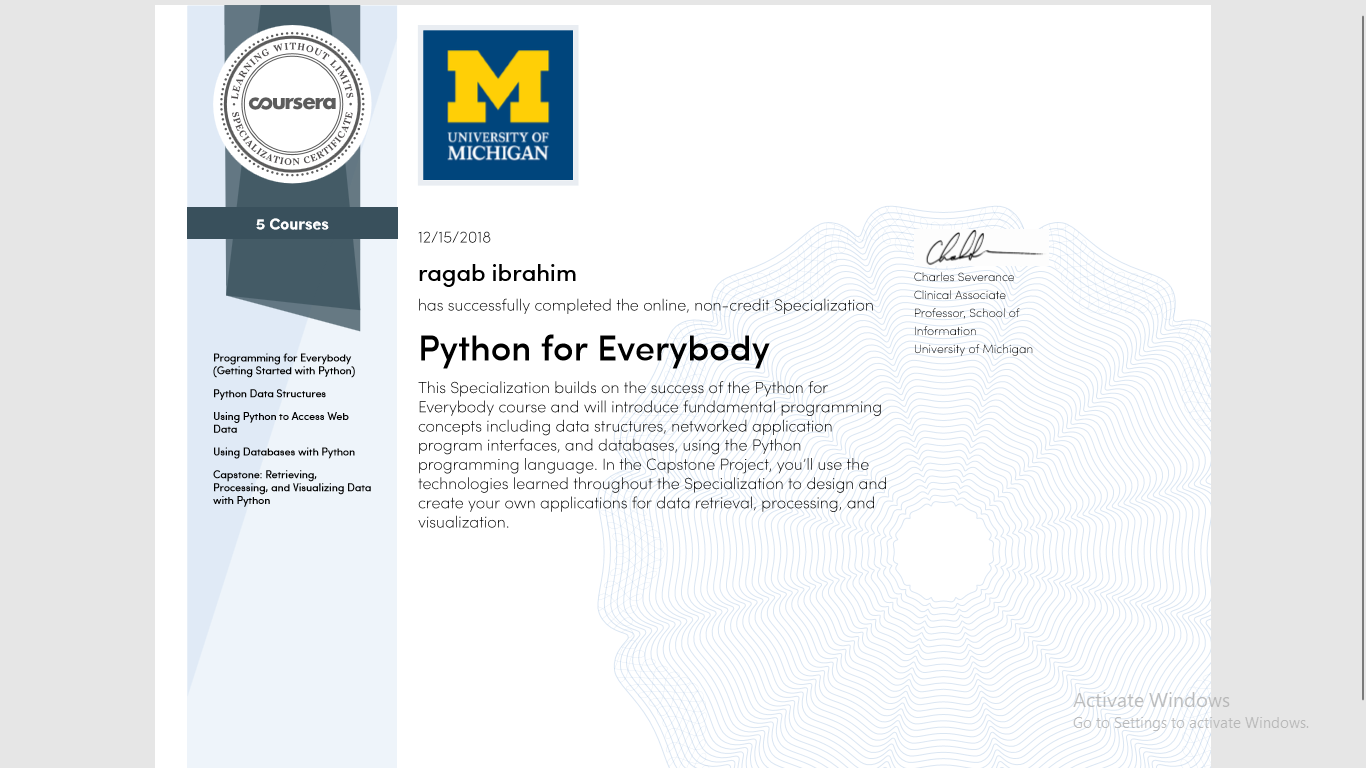 LEARNING WITHOUT LIMITS
coursera
SPECIALIZATION CERTIFICATE
UNIVERSITY OF
MICHIGAN
5 Courses
Programming for Everybody
(Getting Started with Python)
Python Data Structures
Using Python to Access Web
Data
Using Databases with Python
Capstone: Retrieving,
Processing, and Visualizing Data
with Python
12/15/2018
ragab ibrahim
has successfully completed the online, non-credit Specialization
Python for Everybody
This Specialization builds on the success of the Python for
Everybody course and will introduce fundamental programming
concepts including data structures, networked application
program interfaces, and databases, using the Python
programming language. In the Capstone Project, you'll use the
technologies learned throughout the Specialization to design and
create your own applications for data retrieval, processing, and
visualization.
Charles Severance
Clinical Associate
Professor, School of
Information
University of Michigan
Activate Windows
Go to Settings to activate Windows.